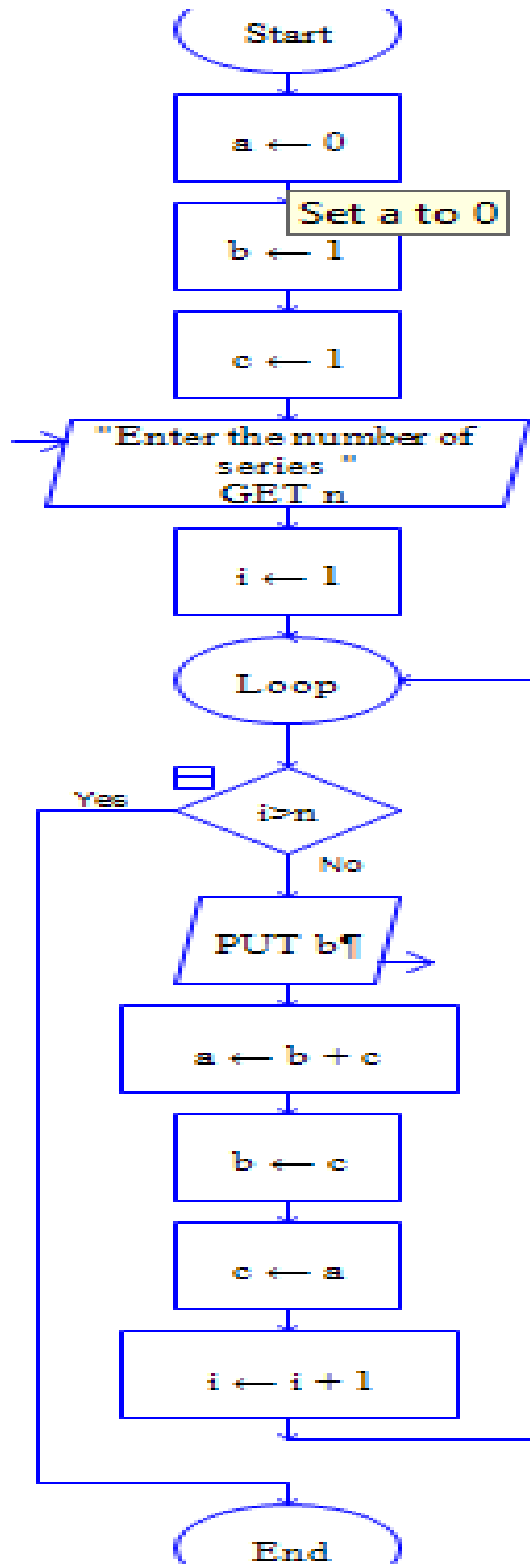 Start
a ← 0
Set a to 0
b ← 1
c ← 1
"Enter the number of
series "
GET n
i ← 1
Loop
Yes
i>n
No
PUT b¶
a ← b + c
b ← c
c ← a
i ← i + 1
End